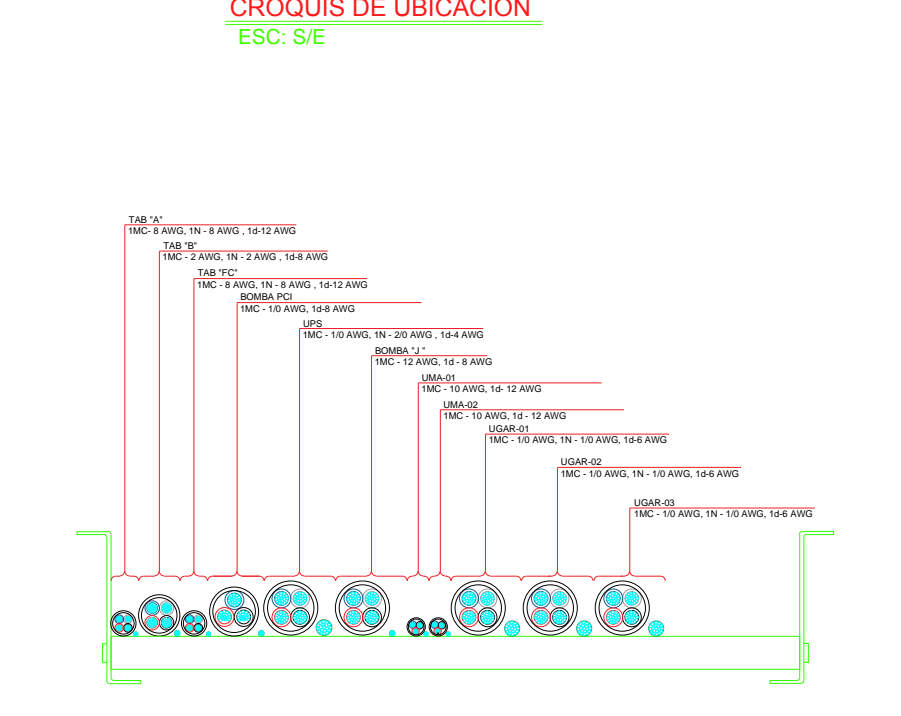 CROQUIS DE UBICACIÓN
ESC: S/E
TAB "A"
1MC- 8 AWG, 1N - 8 AWG , 1d-12 AWG
TAB "B"
1MC - 2 AWG, 1N - 2 AWG , 1d-8 AWG
TAB "FC"
1MC - 8 AWG, 1N - 8 AWG , 1d-12 AWG
BOMBA PCI
1MC - 1/0 AWG, 1d-8 AWG
UPS
1MC - 1/0 AWG, 1N - 2/0 AWG , 1d-4 AWG
BOMBA "J "
1MC - 12 AWG, 1d - 8 AWG
UMA-01
1MC - 10 AWG, 1d- 12 AWG
UMA-02
1MC - 10 AWG, 1d - 12 AWG
UGAR-01
1MC - 1/0 AWG, 1N - 1/0 AWG, 1d-6 AWG
UGAR-02
1MC - 1/0 AWG, 1N - 1/0 AWG, 1d-6 AWG
UGAR-03
1MC - 1/0 AWG, 1N - 1/0 AWG, 1d-6 AWG